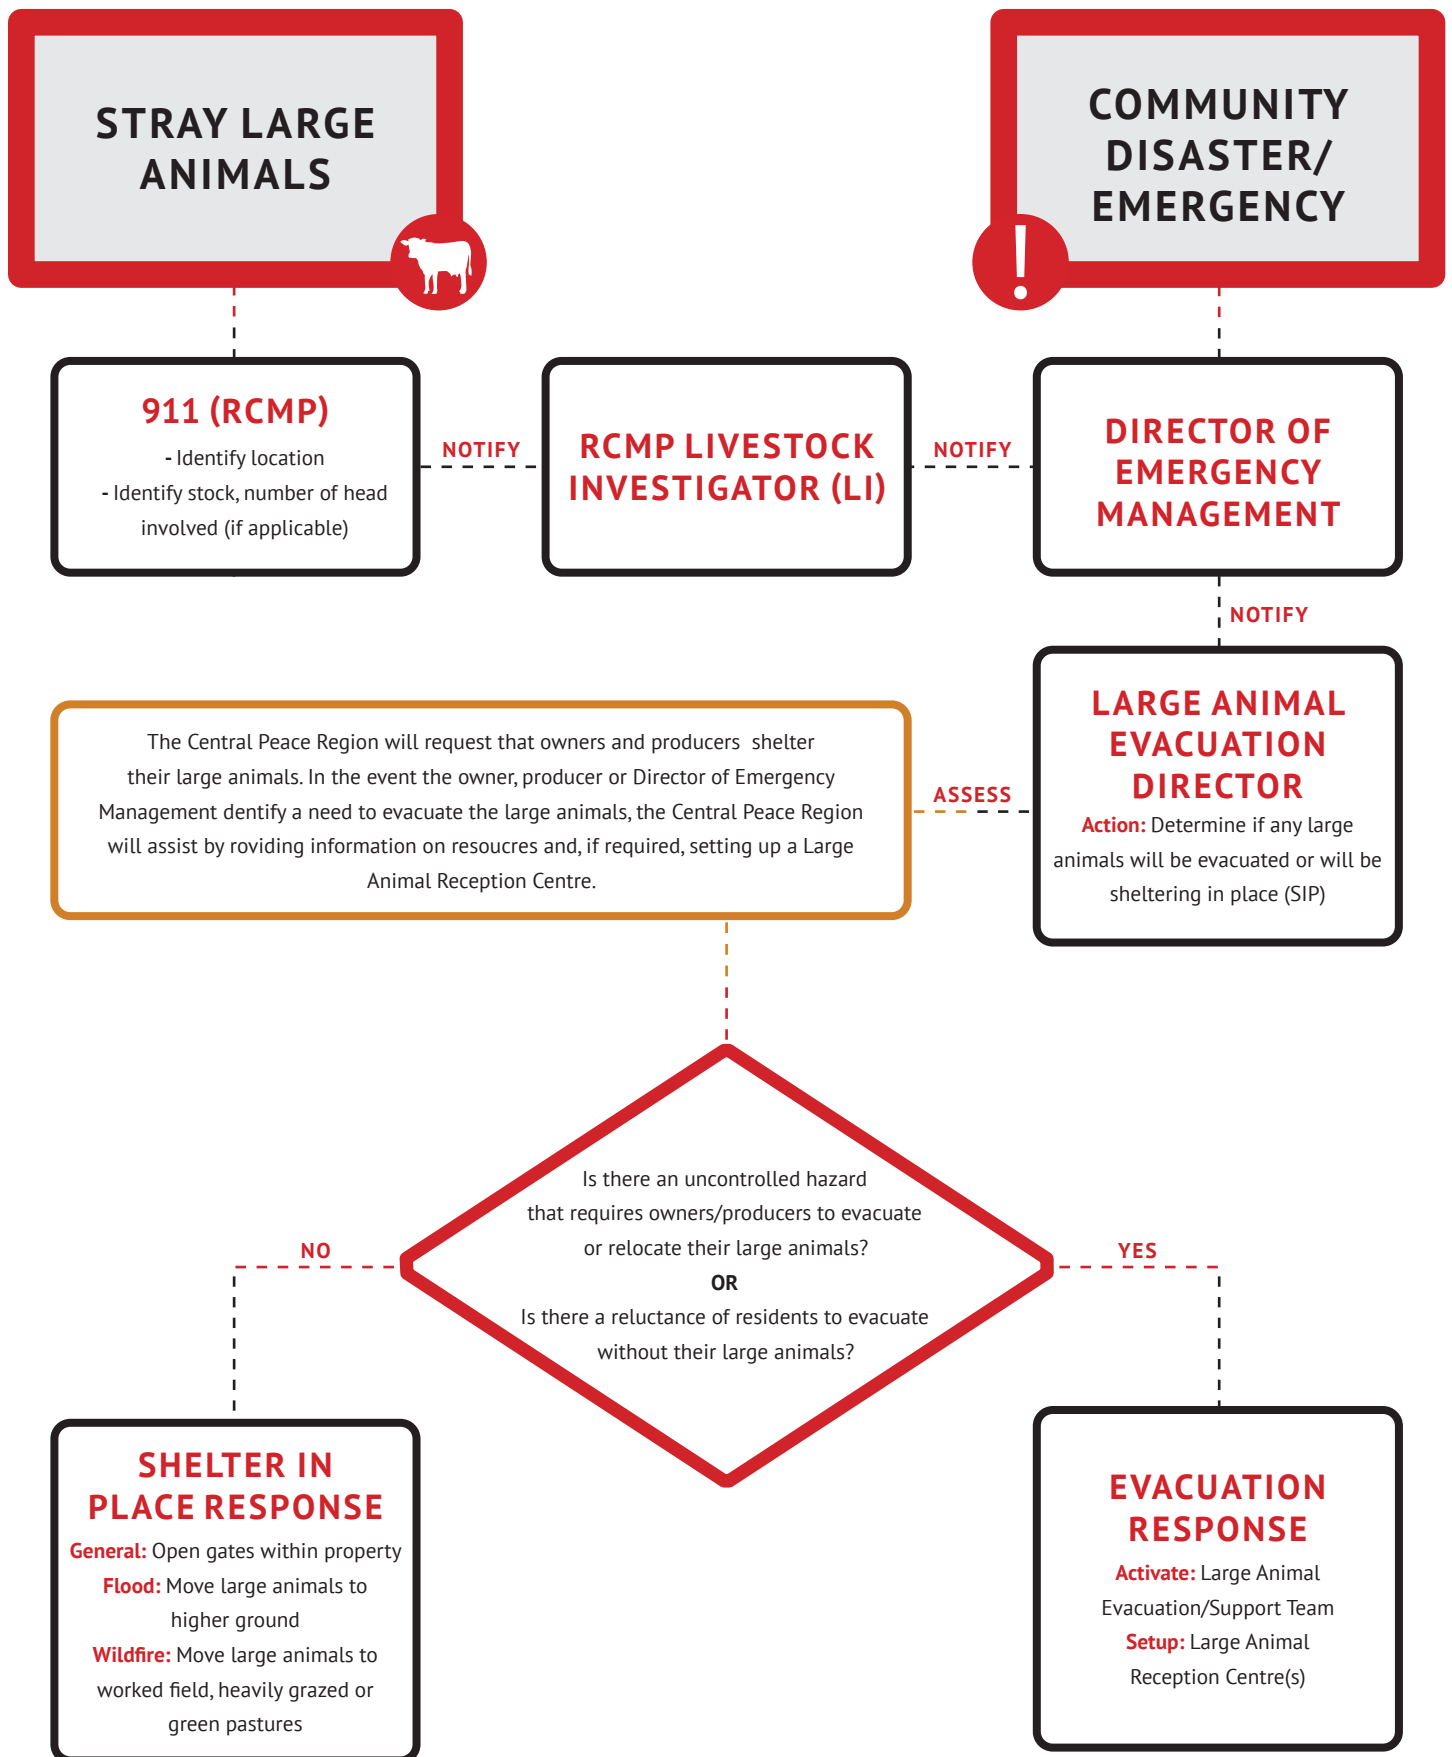 STRAY LARGE
ANIMALS
COMMUNITY
DISASTER/
EMERGENCY
!
911 (RCMP)
- Identify location
- Identify stock, number of head
involved (if applicable)
NOTIFY
RCMP LIVESTOCK
INVESTIGATOR (LI)
NOTIFY
DIRECTOR OF
EMERGENCY
MANAGEMENT
NOTIFY
LARGE ANIMAL
EVACUATION
DIRECTOR
Action: Determine if any large
animals will be evacuated or will be
sheltering in place (SIP)
ASSESS
The Central Peace Region will request that owners and producers shelter
their large animals. In the event the owner, producer or Director of Emergency
Management dentify a need to evacuate the large animals, the Central Peace Region
will assist by roviding information on resoucres and, if required, setting up a Large
Animal Reception Centre.
Is there an uncontrolled hazard
that requires owners/producers to evacuate
or relocate their large animals?
OR
Is there a reluctance of residents to evacuate
without their large animals?
NO
YES
SHELTER IN
PLACE RESPONSE
General: Open gates within property
Flood: Move large animals to
higher ground
Wildfire: Move large animals to
worked field, heavily grazed or
green pastures
EVACUATION
RESPONSE
Activate: Large Animal
Evacuation/Support Team
Setup: Large Animal
Reception Centre(s)